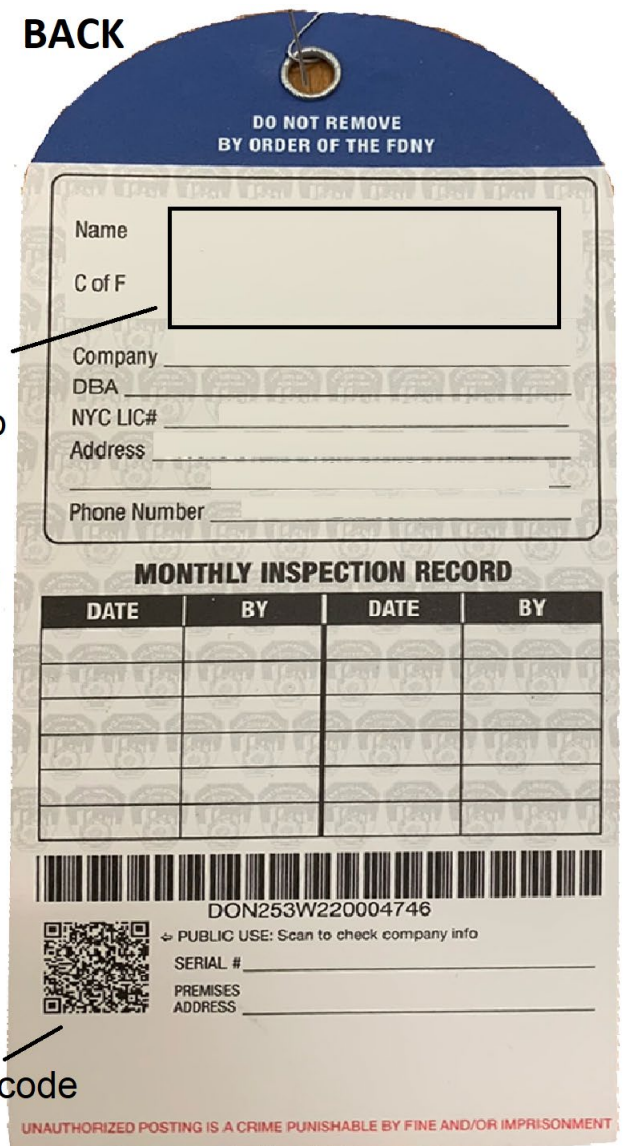 BACK
DO NOT REMOVE
BY ORDER OF THE FDNY
Name
C of F
Company
DBA
NYC LIC#
Address
Phone Number
MONTHLY INSPECTION RECORD
DATE BY DATE BY
DON253W220004746
PUBLIC USE: Scan to check company info
SERIAL #
PREMISES
ADDRESS
code
UNAUTHORIZED POSTING IS A CRIME PUNISHABLE BY FINE AND/OR IMPRISONMENT